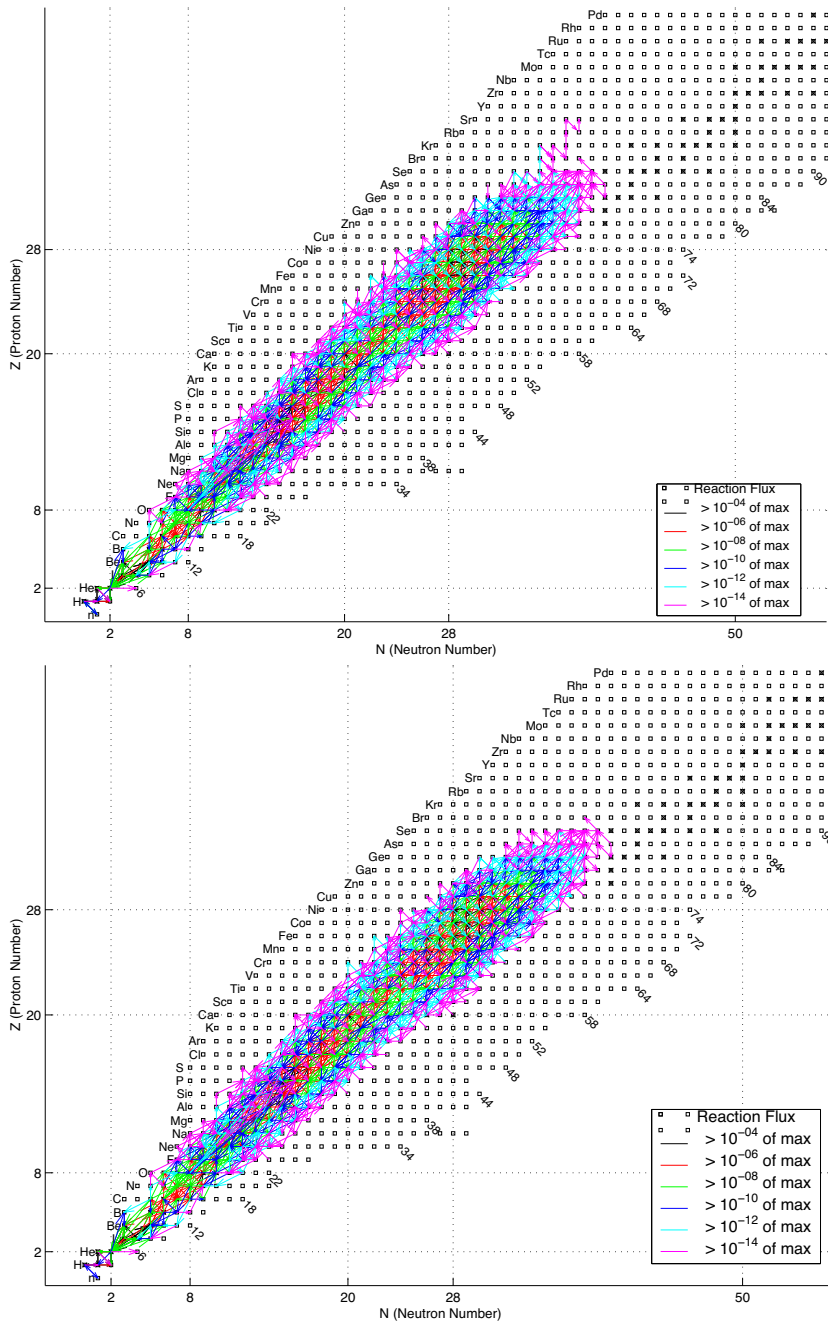 Pd
Rh
Ru
Tc
Mo
Nb
Zr
Y
Sr
Rb
Kr
Br
Se
As
90
Ge
84
Ga
Zn
80
Cu
28
Ni
74
Co
Fe
72
Mn
Cr
68
V
Ti
64
Sc
20
Ca
58
K
Ar
52
Cl
S
48
P
Si
44
Al
Mg
38
Na
Ne
34
F
8
O
22
N
18
C
B
Be
12
2
He
6
H
n
Z (Proton Number)
Reaction Flux
> 10⁻⁰⁴ of max
> 10⁻⁰⁶ of max
> 10⁻⁰⁸ of max
> 10⁻¹⁰ of max
> 10⁻¹² of max
> 10⁻¹⁴ of max
2 8 20 28 50
N (Neutron Number)
Pd
Rh
Ru
Tc
Mo
Nb
Zr
Y
Sr
Rb
Kr
Br
Se
As
Ge
84
Ga
Zn
80
Cu
28
Ni
74
Co
Fe
72
Mn
Cr
68
V
Ti
64
Sc
20
Ca
58
K
Ar
52
Cl
S
48
P
Si
44
Al
Mg
38
Na
Ne
34
F
8
O
22
N
18
C
B
Be
12
2
He
6
H
n
Z (Proton Number)
Reaction Flux
> 10⁻⁰⁴ of max
> 10⁻⁰⁶ of max
> 10⁻⁰⁸ of max
> 10⁻¹⁰ of max
> 10⁻¹² of max
> 10⁻¹⁴ of max
2 8 20 28 50
N (Neutron Number)